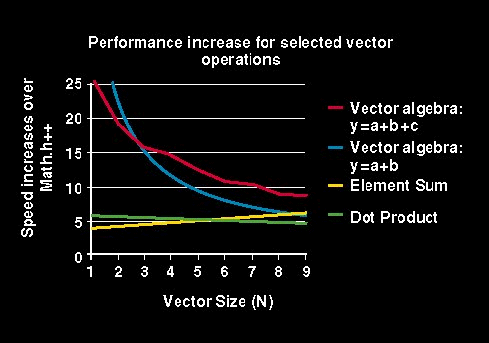 Performance increase for selected vector
operations
Speed increases over
Math.h++
25
20
15
10
5
0
1 2 3 4 5 6 7 8 9
Vector Size (N)
Vector algebra:
y=a+b+c
Vector algebra:
y=a+b
Element Sum
Dot Product